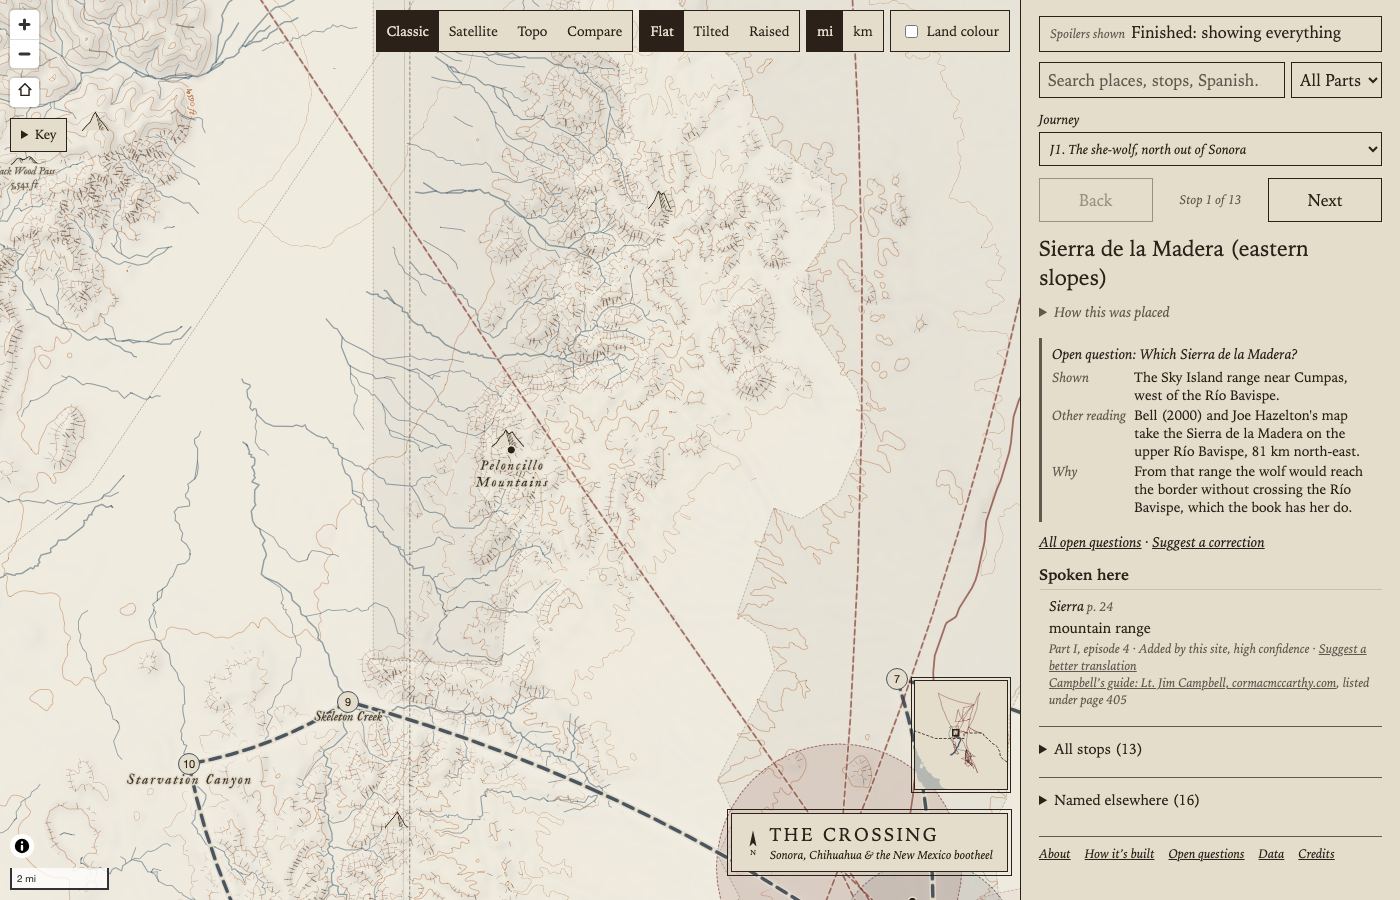 Classic Satellite Topo Compare
Flat Tilted Raised
mi km
Land colour
+
−
Key
Wood Pass
5,541 ft
Peloncillo
Mountains
7
9
Skeleton Creek
10
Starvation Canyon
THE CROSSING
N
Sonora, Chihuahua & the New Mexico bootheel
2 mi
Spoilers shown Finished: showing everything
Search places, stops, Spanish.
All Parts
Journey
J1. The she-wolf, north out of Sonora
Back
Stop 1 of 13
Next
Sierra de la Madera (eastern
slopes)
How this was placed
Open question: Which Sierra de la Madera?
Shown The Sky Island range near Cumpas,
west of the Río Bavispe.
Other reading Bell (2000) and Joe Hazelton's map
take the Sierra de la Madera on the
upper Río Bavispe, 81 km north-east.
Why From that range the wolf would reach
the border without crossing the Río
Bavispe, which the book has her do.
All open questions · Suggest a correction
Spoken here
Sierra p. 24
mountain range
Part I, episode 4 · Added by this site, high confidence · Suggest a
better translation
Campbell's guide: Lt. Jim Campbell, cormacmccarthy.com, listed
under page 405
All stops (13)
Named elsewhere (16)
About How it's built Open questions Data Credits